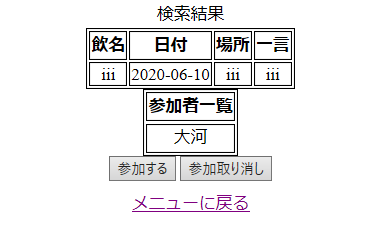 検索結果
飲名 日付 場所 一言
iii 2020-06-10 iii iii
参加者一覧
大河
参加する 参加取り消し
メニューに戻る